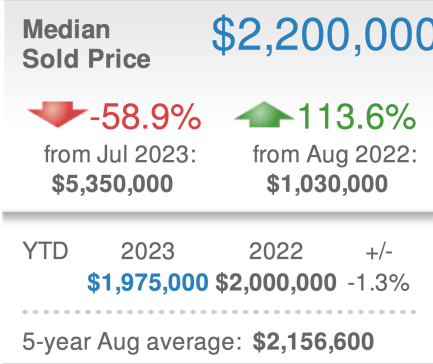 Median
Sold Price
$2,200,000
-58.9%
from Jul 2023:
$5,350,000
113.6%
from Aug 2022:
$1,030,000
YTD 2023 2022 +/-
$1,975,000 $2,000,000 -1.3%
5-year Aug average: $2,156,600